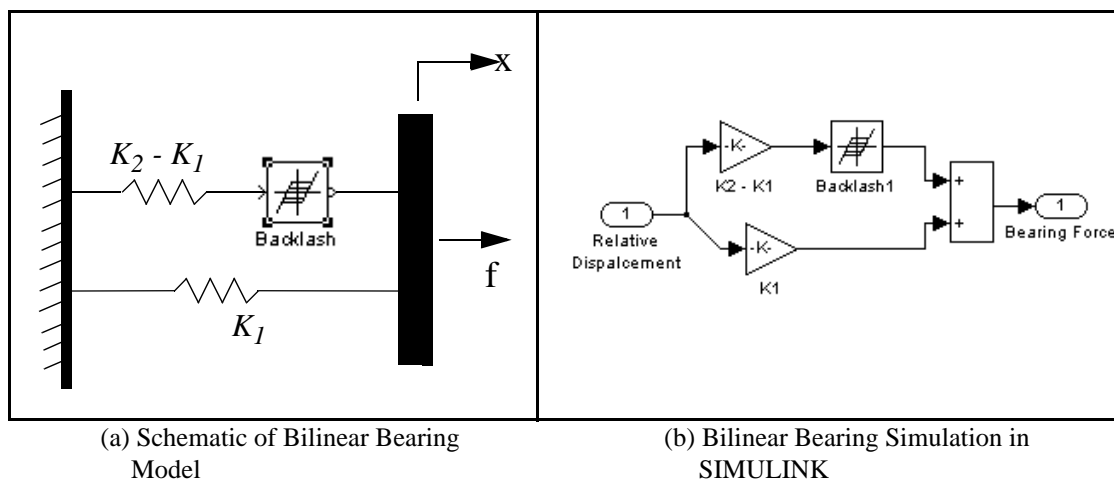 x
K2 - K1
Backlash
f
K1
-K-
K2 - K1
Backlash1
+
+
1
Relative
Dispalcement
-K-
K1
1
Bearing Force
(a) Schematic of Bilinear Bearing
Model
(b) Bilinear Bearing Simulation in
SIMULINK